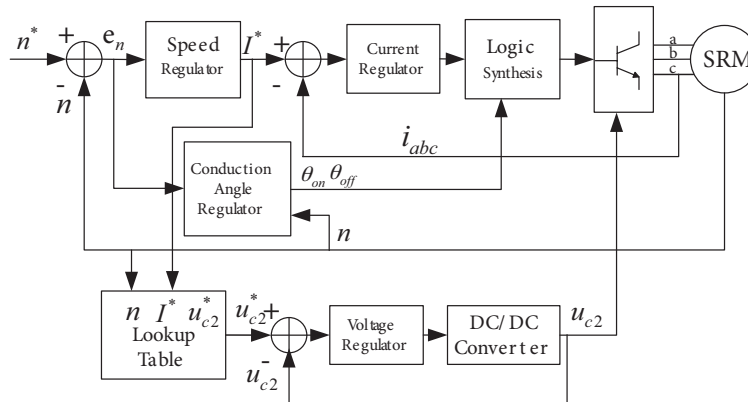 n* + e_n Speed Regulator I* + Current Regulator Logic Synthesis a b c SRM
- n -
i_abc
Conduction Angle Regulator θ_on θ_off
n
n I* u*_c2 Lookup Table u*_c2 + Voltage Regulator DC/DC Converter u_c2
u_c2 -